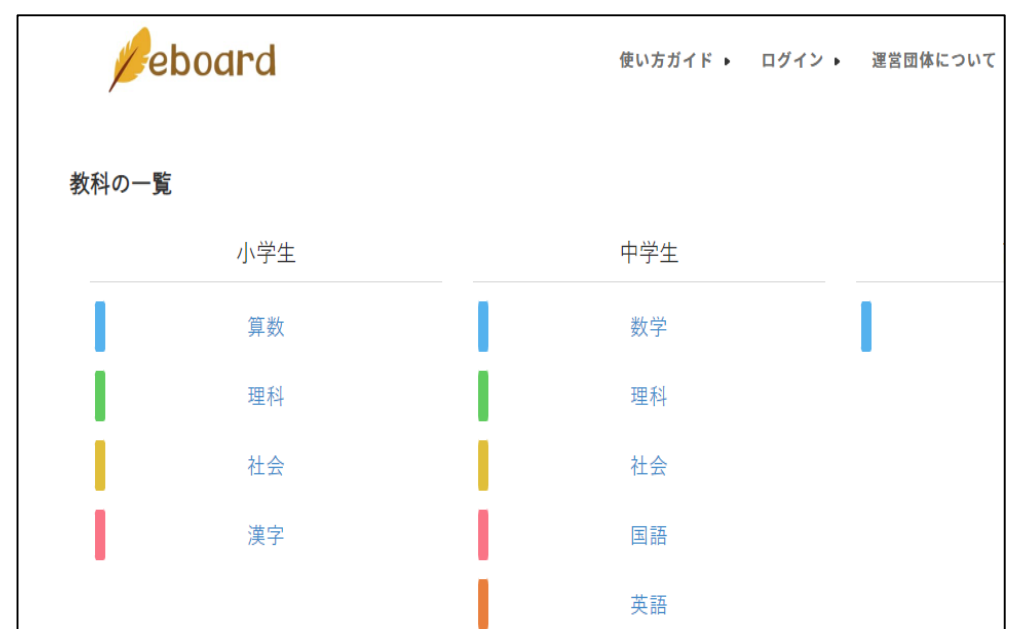 eboard
使い方ガイド ▸ ログイン ▸ 運営団体について
教科の一覧
小学生 中学生
算数 数学
理科 理科
社会 社会
漢字 国語
英語